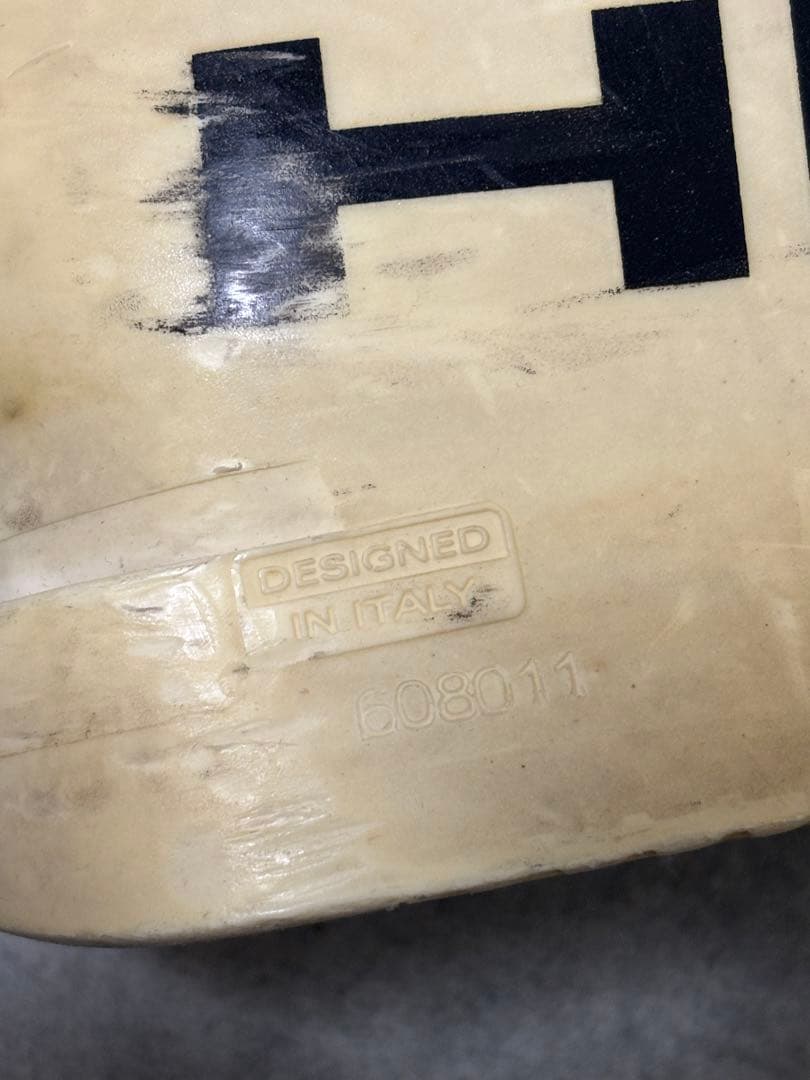 H
DESIGNED
IN ITALY
608011